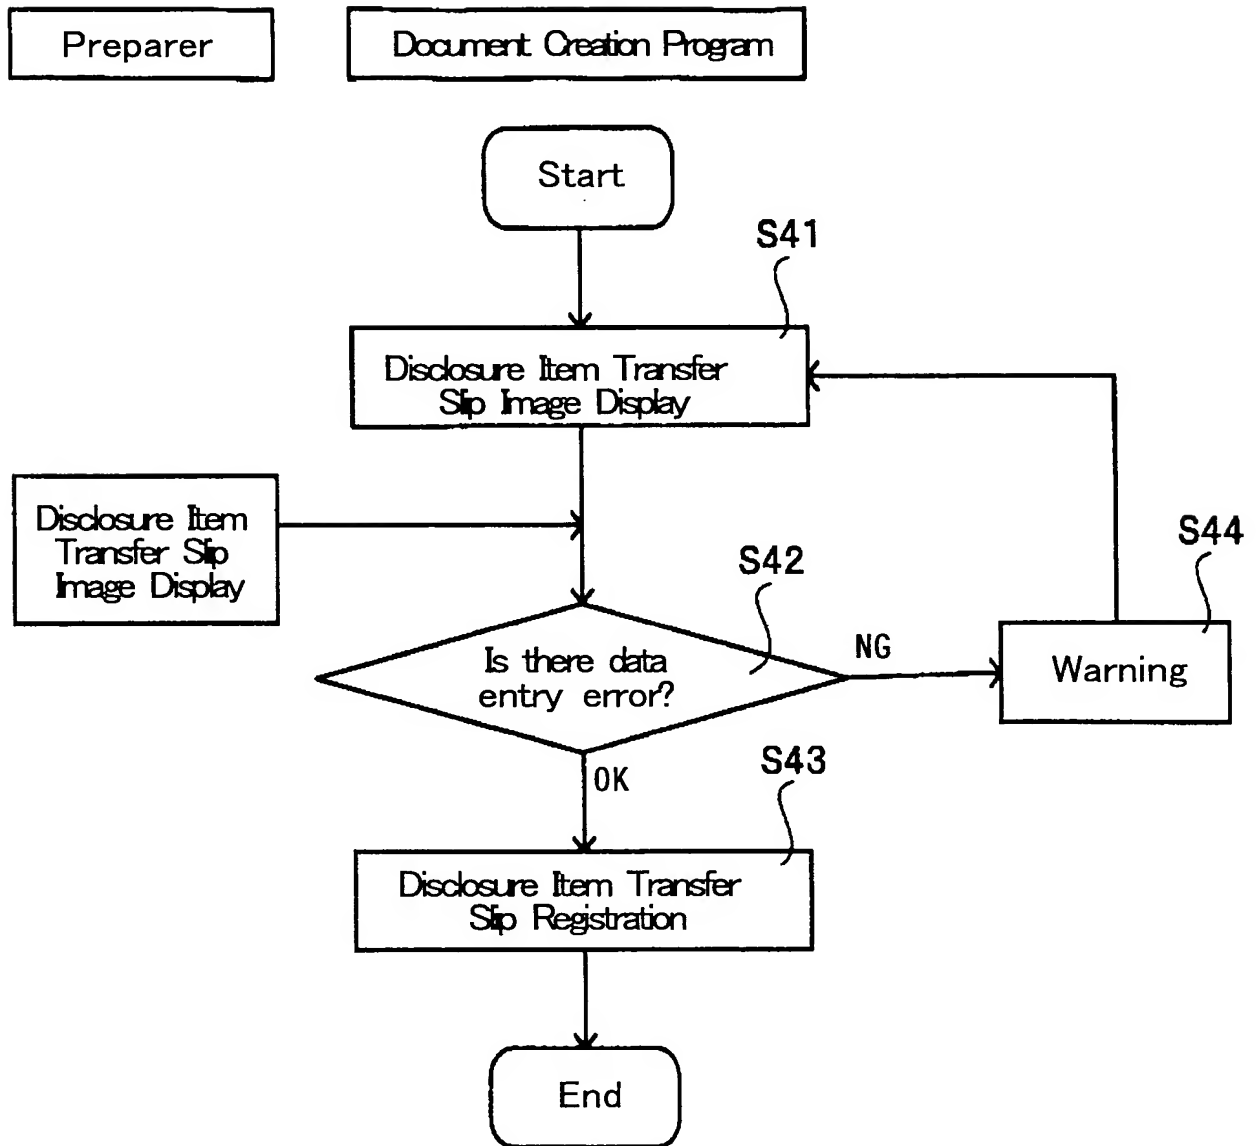 Preparer
Document Creation Program
Start
S41
Disclosure Item Transfer
Slip Image Display
Disclosure Item
Transfer Slip
Image Display
S44
S42
Is there data
entry error?
NG
Warning
OK
S43
Disclosure Item Transfer
Slip Registration
End